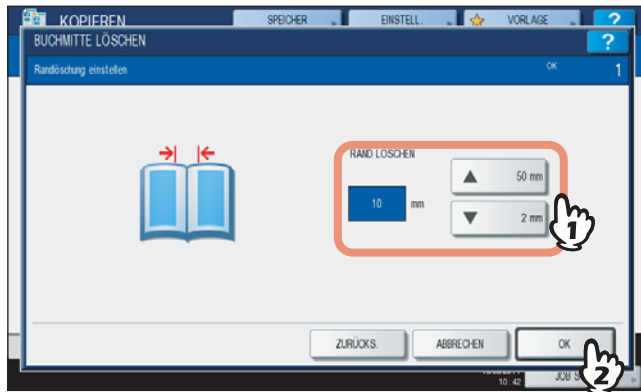 KOPIEREN SPEICHER EINSTELL. VORLAGE ?
BUCHMITTE LÖSCHEN ?
Randlöschung einstellen OK 1
RAND LÖSCHEN
50 mm
10 mm
2 mm
1
ZURÜCKS. ABBRECHEN OK
2
10:42 JOB S